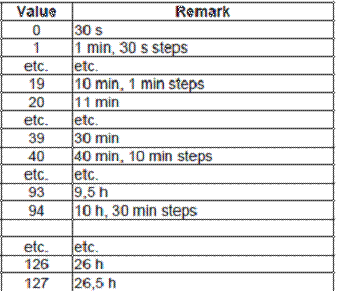 Value Remark
0 30 s
1 1 min, 30 s steps
etc. etc.
19 10 min, 1 min steps
20 11 min
etc. etc.
39 30 min
40 40 min, 10 min steps
etc. etc.
93 9,5 h
94 10 h, 30 min steps
etc. etc.
126 26 h
127 26,5 h